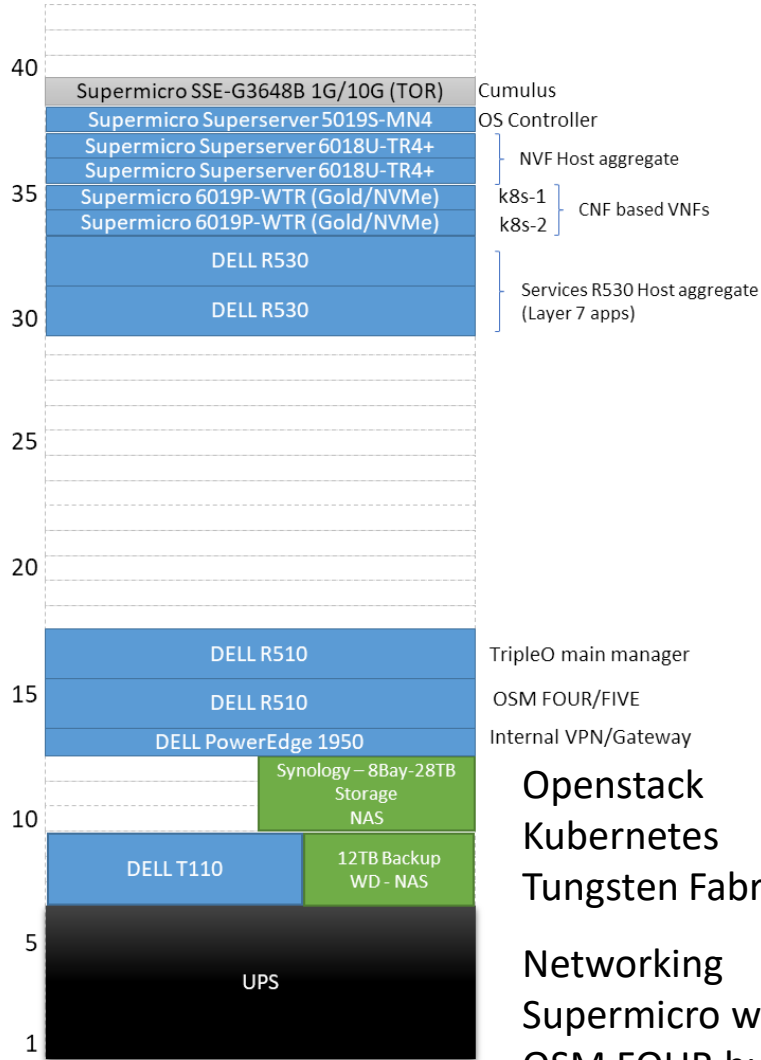 40
Supermicro SSE-G3648B 1G/10G (TOR) Cumulus
Supermicro Superserver 5019S-MN4 OS Controller
Supermicro Superserver 6018U-TR4+
NVF Host aggregate
Supermicro Superserver 6018U-TR4+
35
Supermicro 6019P-WTR (Gold/NVMe) k8s-1
CNF based VNFs
Supermicro 6019P-WTR (Gold/NVMe) k8s-2
DELL R530
Services R530 Host aggregate
(Layer 7 apps)
30
DELL R530
25
20
DELL R510 TripleO main manager
15
DELL R510 OSM FOUR/FIVE
DELL PowerEdge 1950 Internal VPN/Gateway
Synology – 8Bay-28TB
Storage
NAS
10
DELL T110
12TB Backup
WD - NAS
Openstack
Kubernetes
Tungsten Fabr
5
UPS
1
Networking
Supermicro w